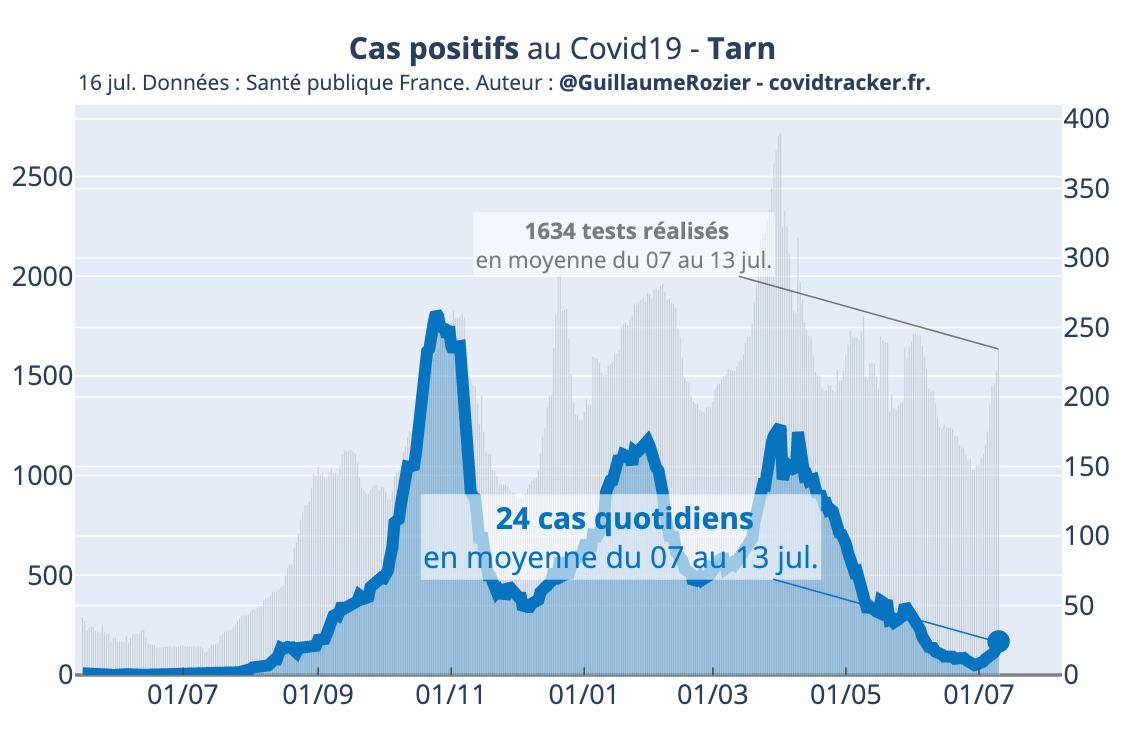 Cas positifs au Covid19 - Tarn
16 jul. Données : Santé publique France. Auteur : @GuillaumeRozier - covidtracker.fr.
400
2500
350
1634 tests réalisés
en moyenne du 07 au 13 jul.
300
2000
250
1500
200
1000
150
24 cas quotidiens
en moyenne du 07 au 13 jul.
100
500
50
0
0
01/07 01/09 01/11 01/01 01/03 01/05 01/07